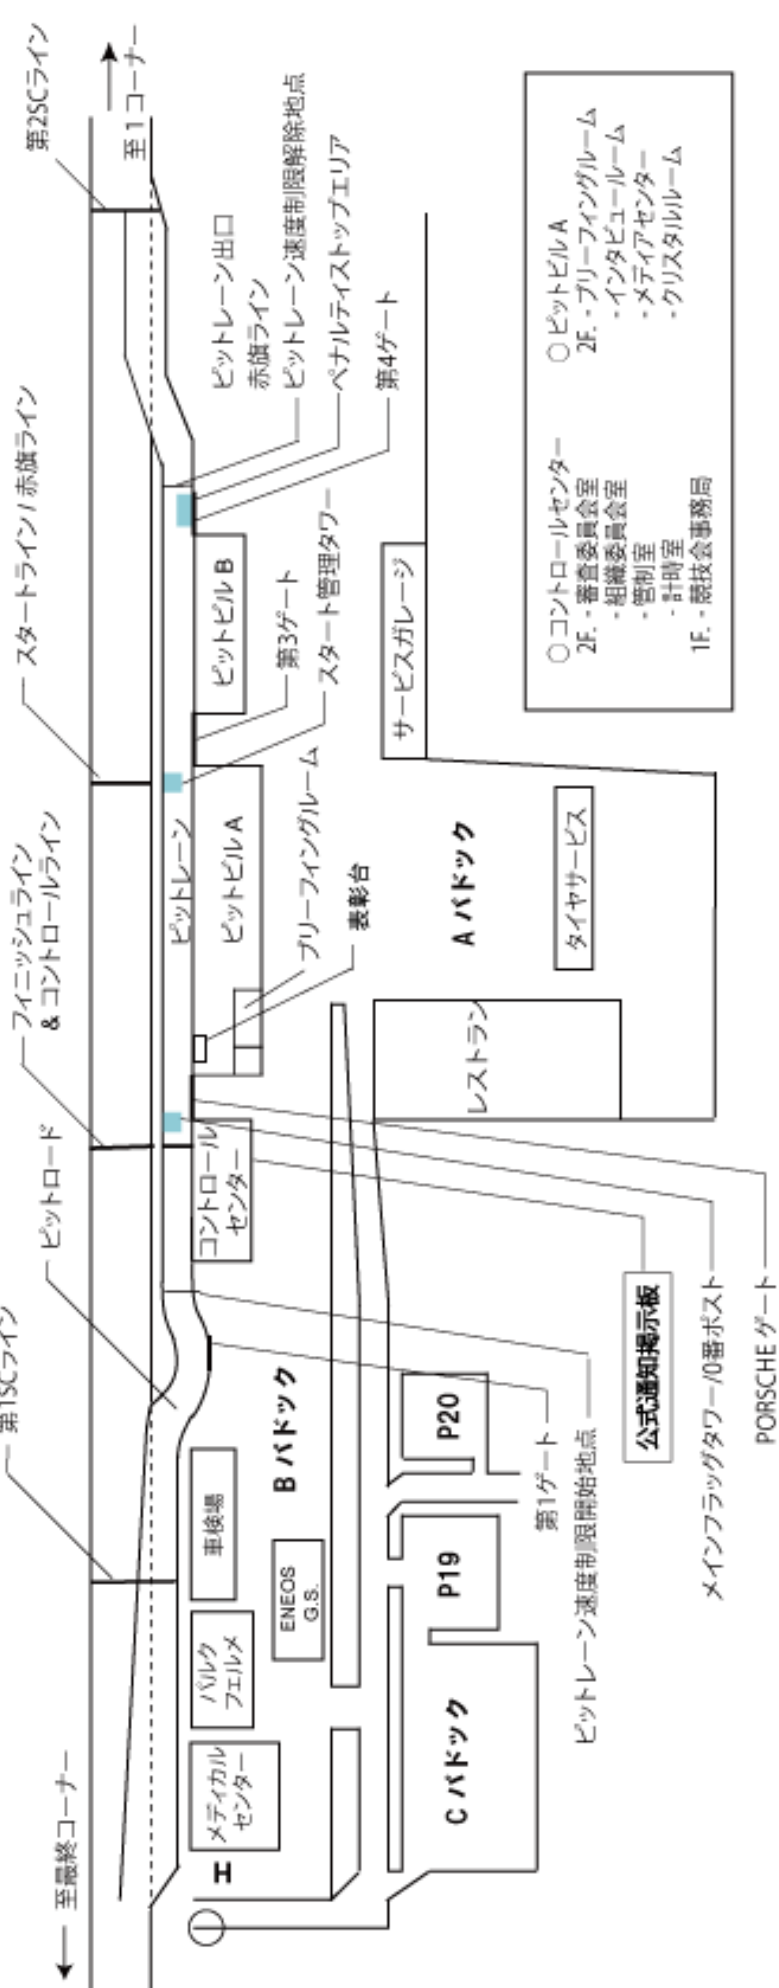 第2SCライン
至1コーナー
スタートライン / 赤旗ライン
フィニッシュライン
& コントロールライン
ピットロード
第1SCライン
至最終コーナー
ピットレーン出口
赤旗ライン
ピットレーン速度制限解除地点
ペナルティストップエリア
第4ゲート
ピットビル B
第3ゲート
スタート管理タワー
ピットレーン
ピットビル A
ブリーフィングルーム
表彰台
コントロール
センター
サービスガレージ
A パドック
タイヤサービス
レストラン
車検場
パルク
フェルメ
メディカル
センター
H
B パドック
ENEOS
G.S.
P20
P19
C パドック
第1ゲート
ピットレーン速度制限開始地点
公式通知掲示板
メインフラッグタワー/0番ポスト
PORSCHE ゲート
○ コントロールセンター
2F. - 審査委員会室
- 組織委員会室
- 管制室
- 計時室
1F. - 競技会事務局
○ ピットビル A
2F. - ブリーフィングルーム
- インタビュールーム
- メディアセンター
- クリスタルルーム